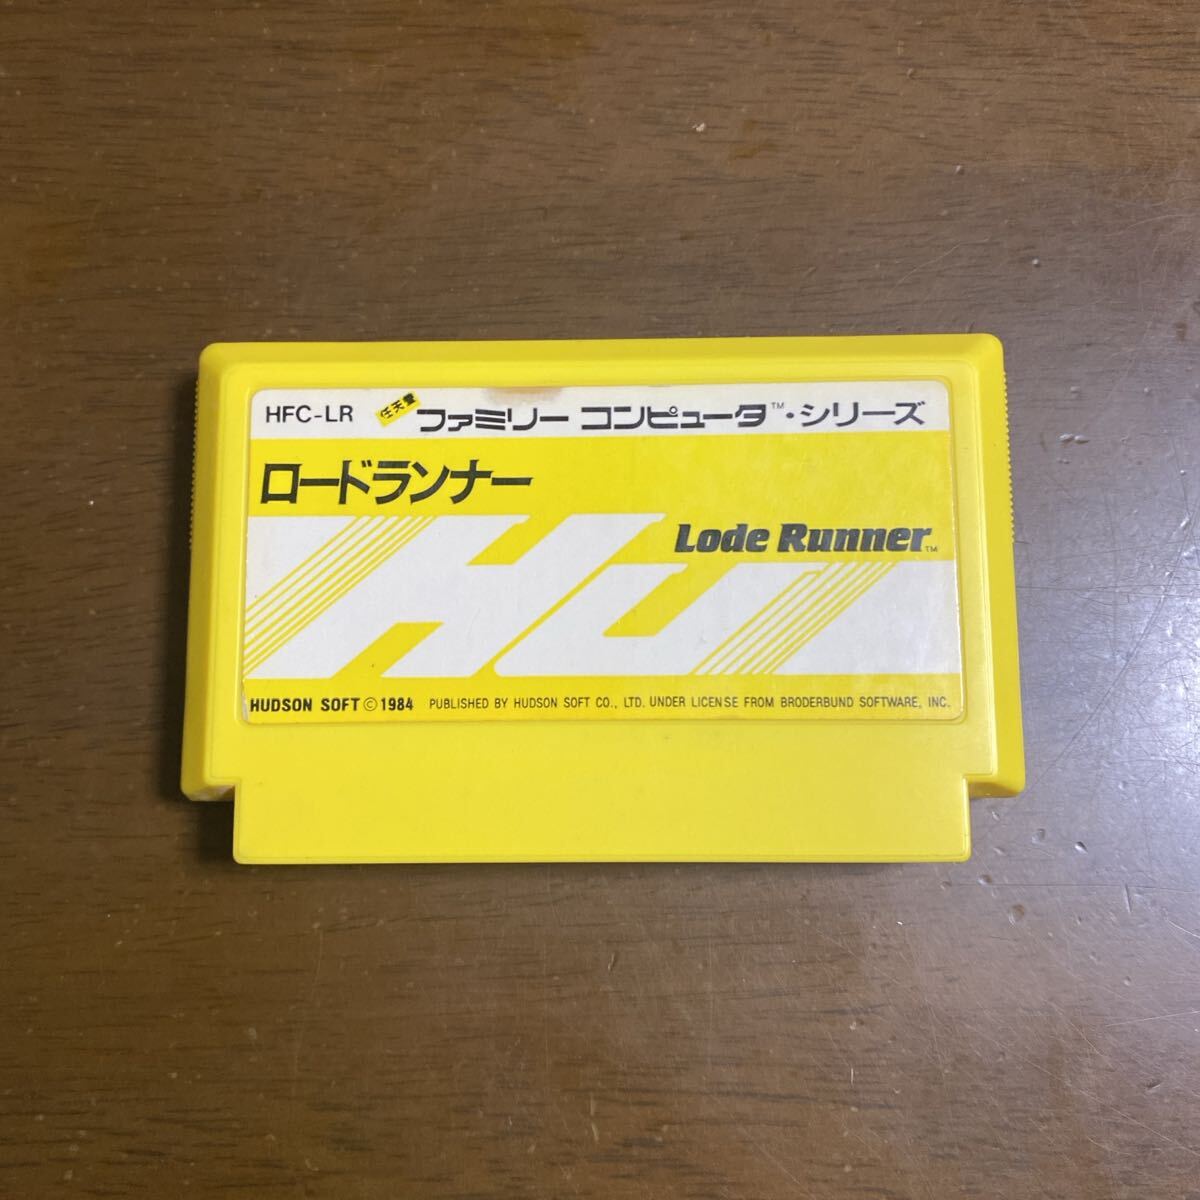 HFC-LR 任天堂 ファミリー コンピュータ™・シリーズ
ロードランナー
Lode Runner™
HU
HUDSON SOFT © 1984 PUBLISHED BY HUDSON SOFT CO., LTD. UNDER LICENSE FROM BRODERBUND SOFTWARE, INC.